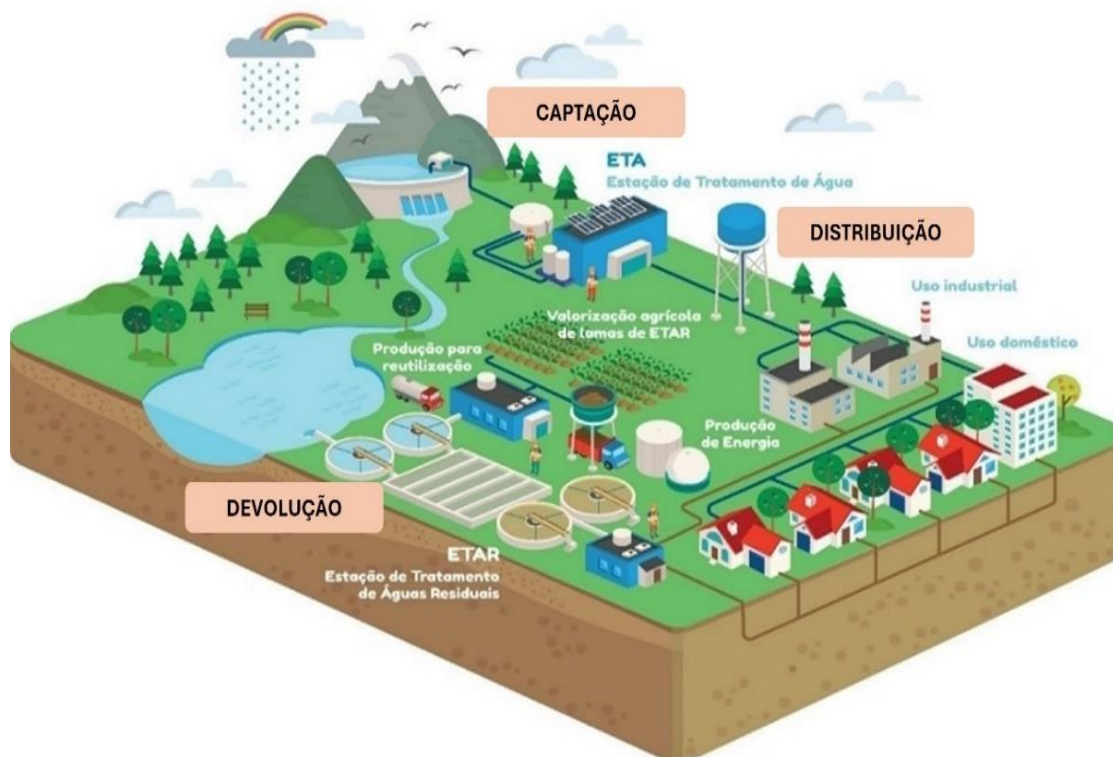 CAPTAÇÃO
ETA
Estação de Tratamento de Água
DISTRIBUIÇÃO
Uso industrial
Valorização agrícola
de lamas de ETAR
Uso doméstico
Produção para
reutilização
Produção
de Energia
DEVOLUÇÃO
ETAR
Estação de Tratamento
de Águas Residuais